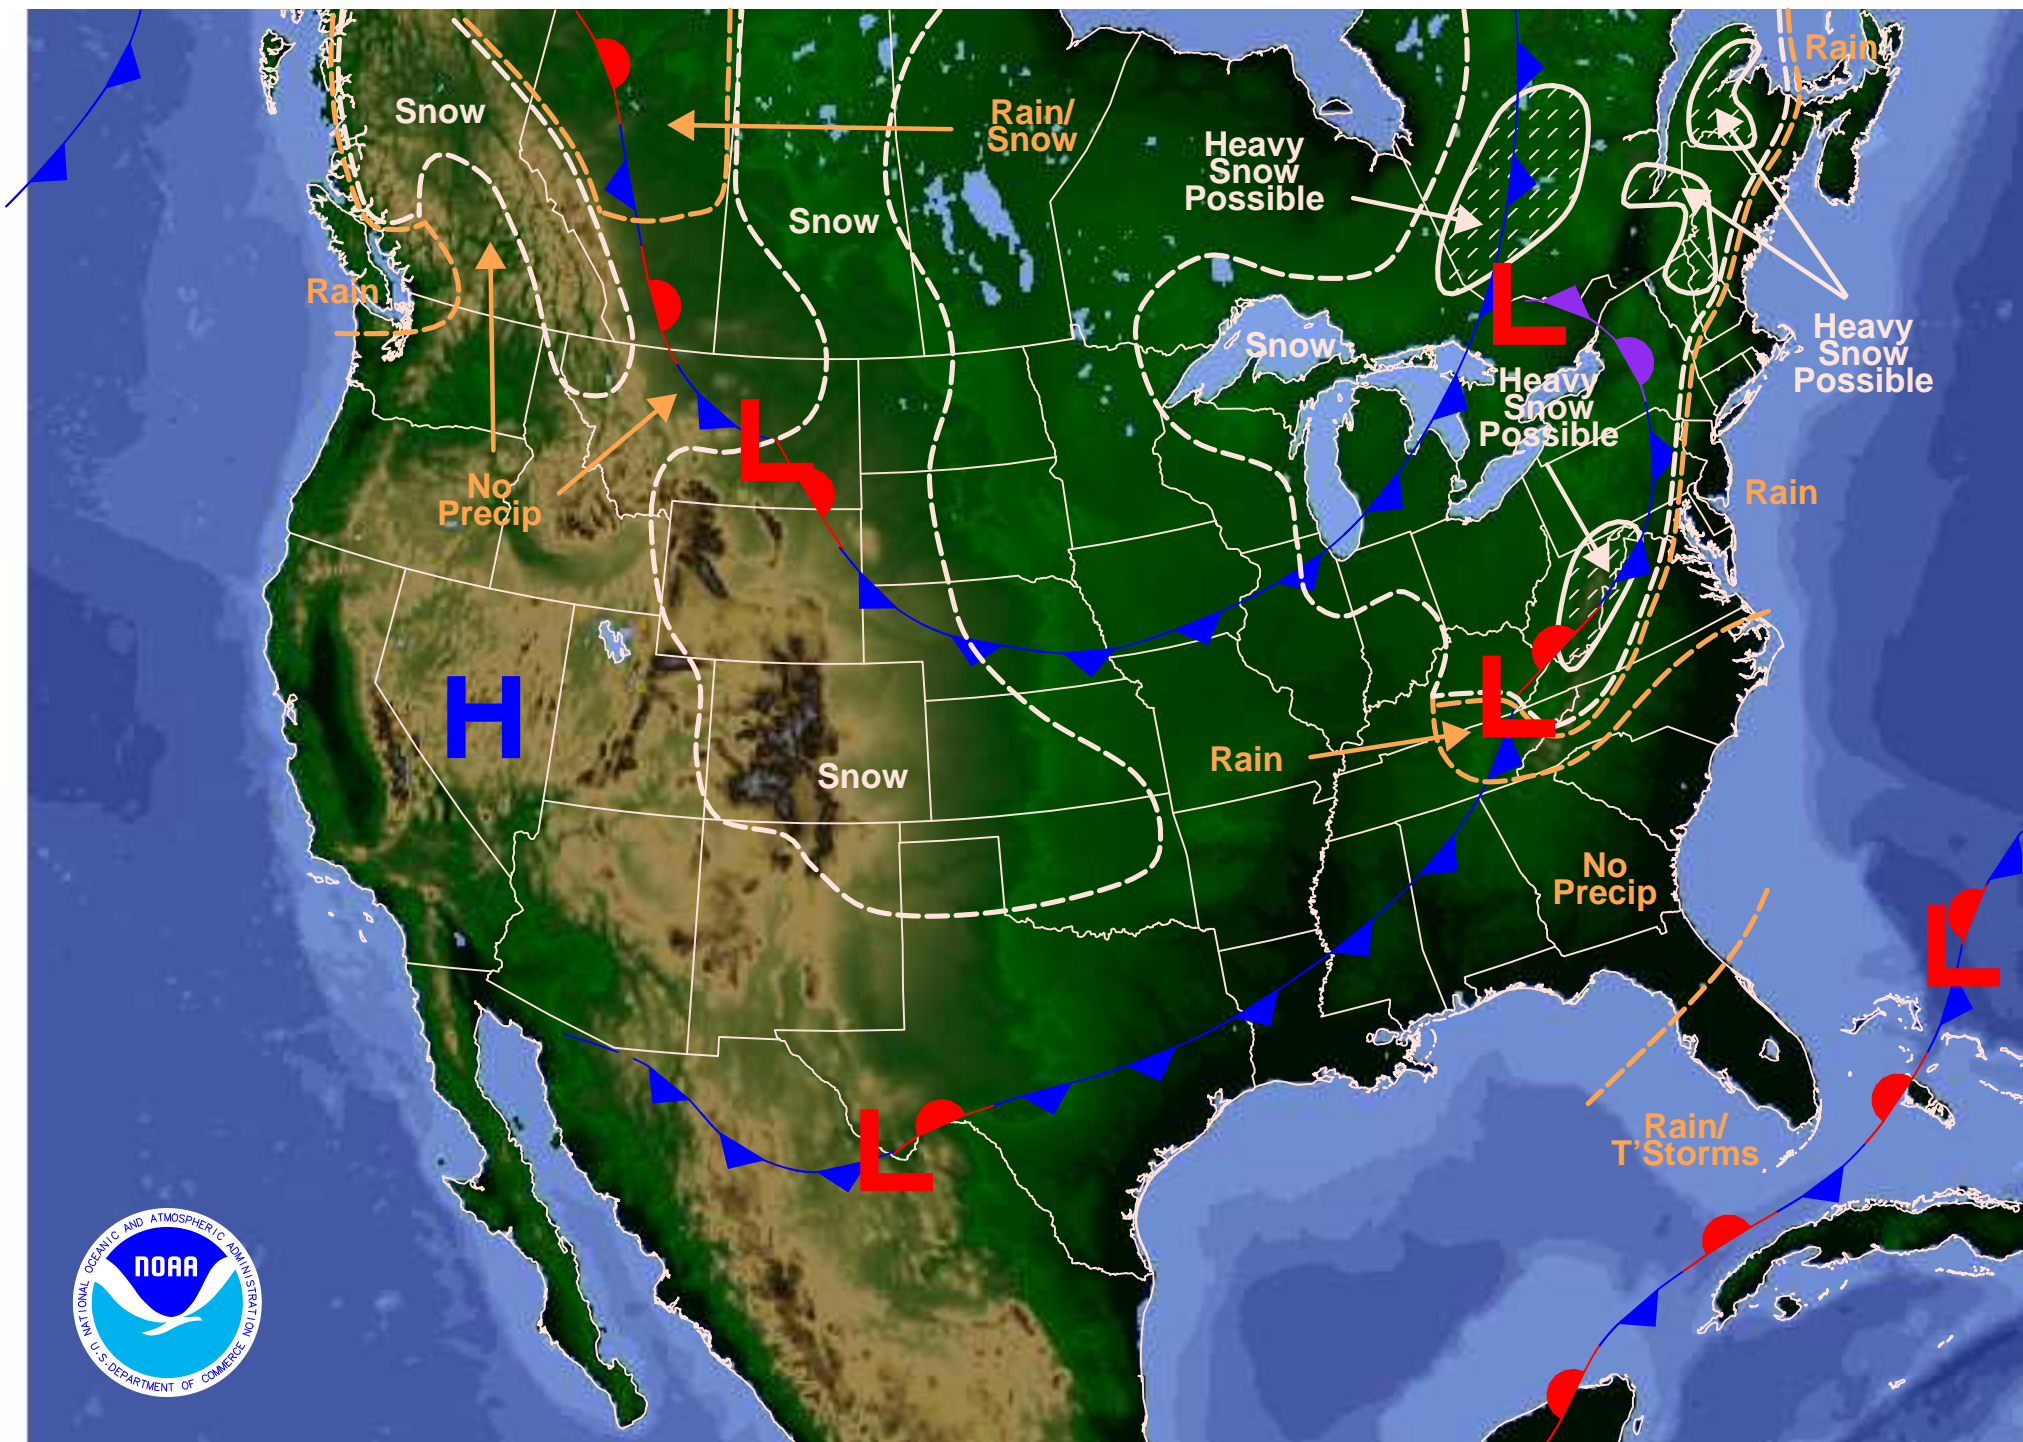 Rain
Snow
Rain/
Snow
Heavy
Snow
Possible
Snow
Rain
Snow
Heavy
Snow
Possible
Heavy
Snow
Possible
No
Precip
Rain
L
L
L
H
Rain
Snow
No
Precip
L
L
Rain/
T'Storms
NATIONAL OCEANIC AND ATMOSPHERIC ADMINISTRATION
NOAA
U.S. DEPARTMENT OF COMMERCE